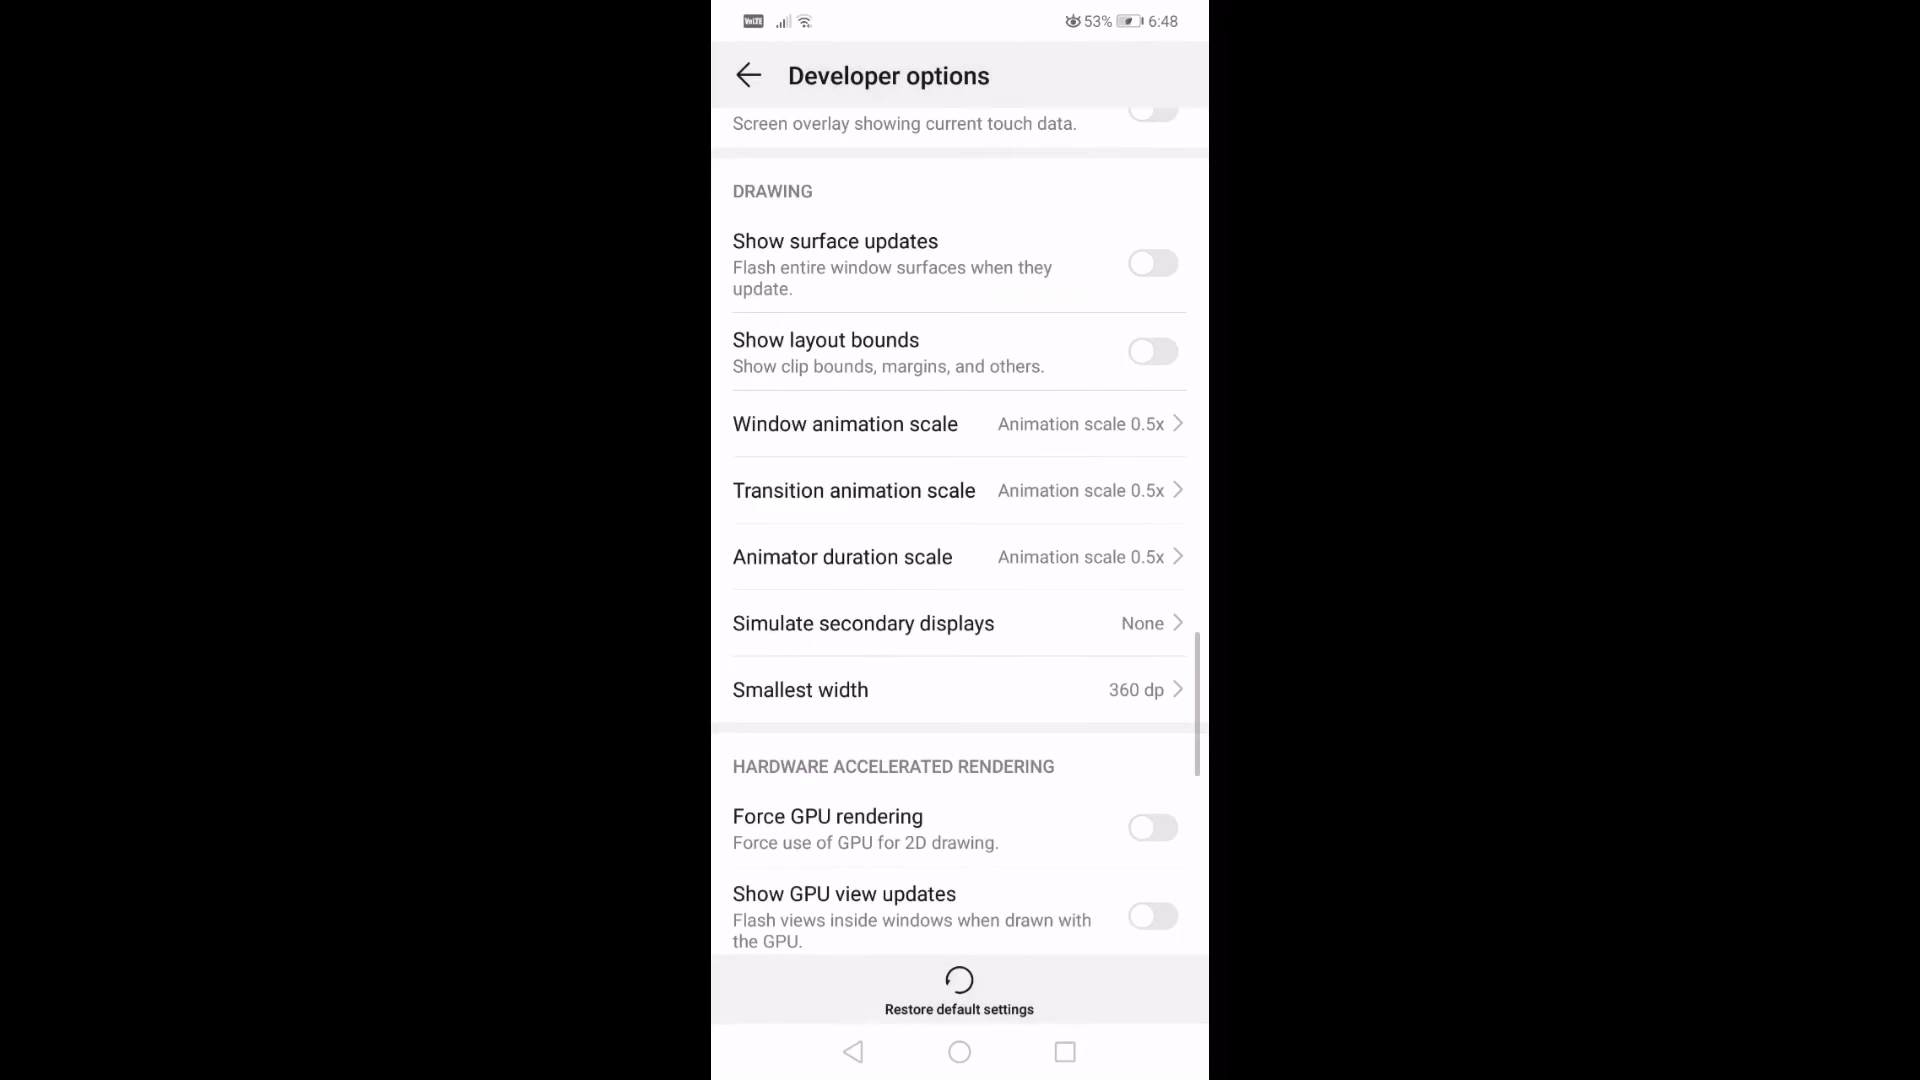 VoLTE 53% 6:48
Developer options
Screen overlay showing current touch data.
DRAWING
Show surface updates
Flash entire window surfaces when they
update.
Show layout bounds
Show clip bounds, margins, and others.
Window animation scale Animation scale 0.5x
Transition animation scale Animation scale 0.5x
Animator duration scale Animation scale 0.5x
Simulate secondary displays None
Smallest width 360 dp
HARDWARE ACCELERATED RENDERING
Force GPU rendering
Force use of GPU for 2D drawing.
Show GPU view updates
Flash views inside windows when drawn with
the GPU.
Restore default settings